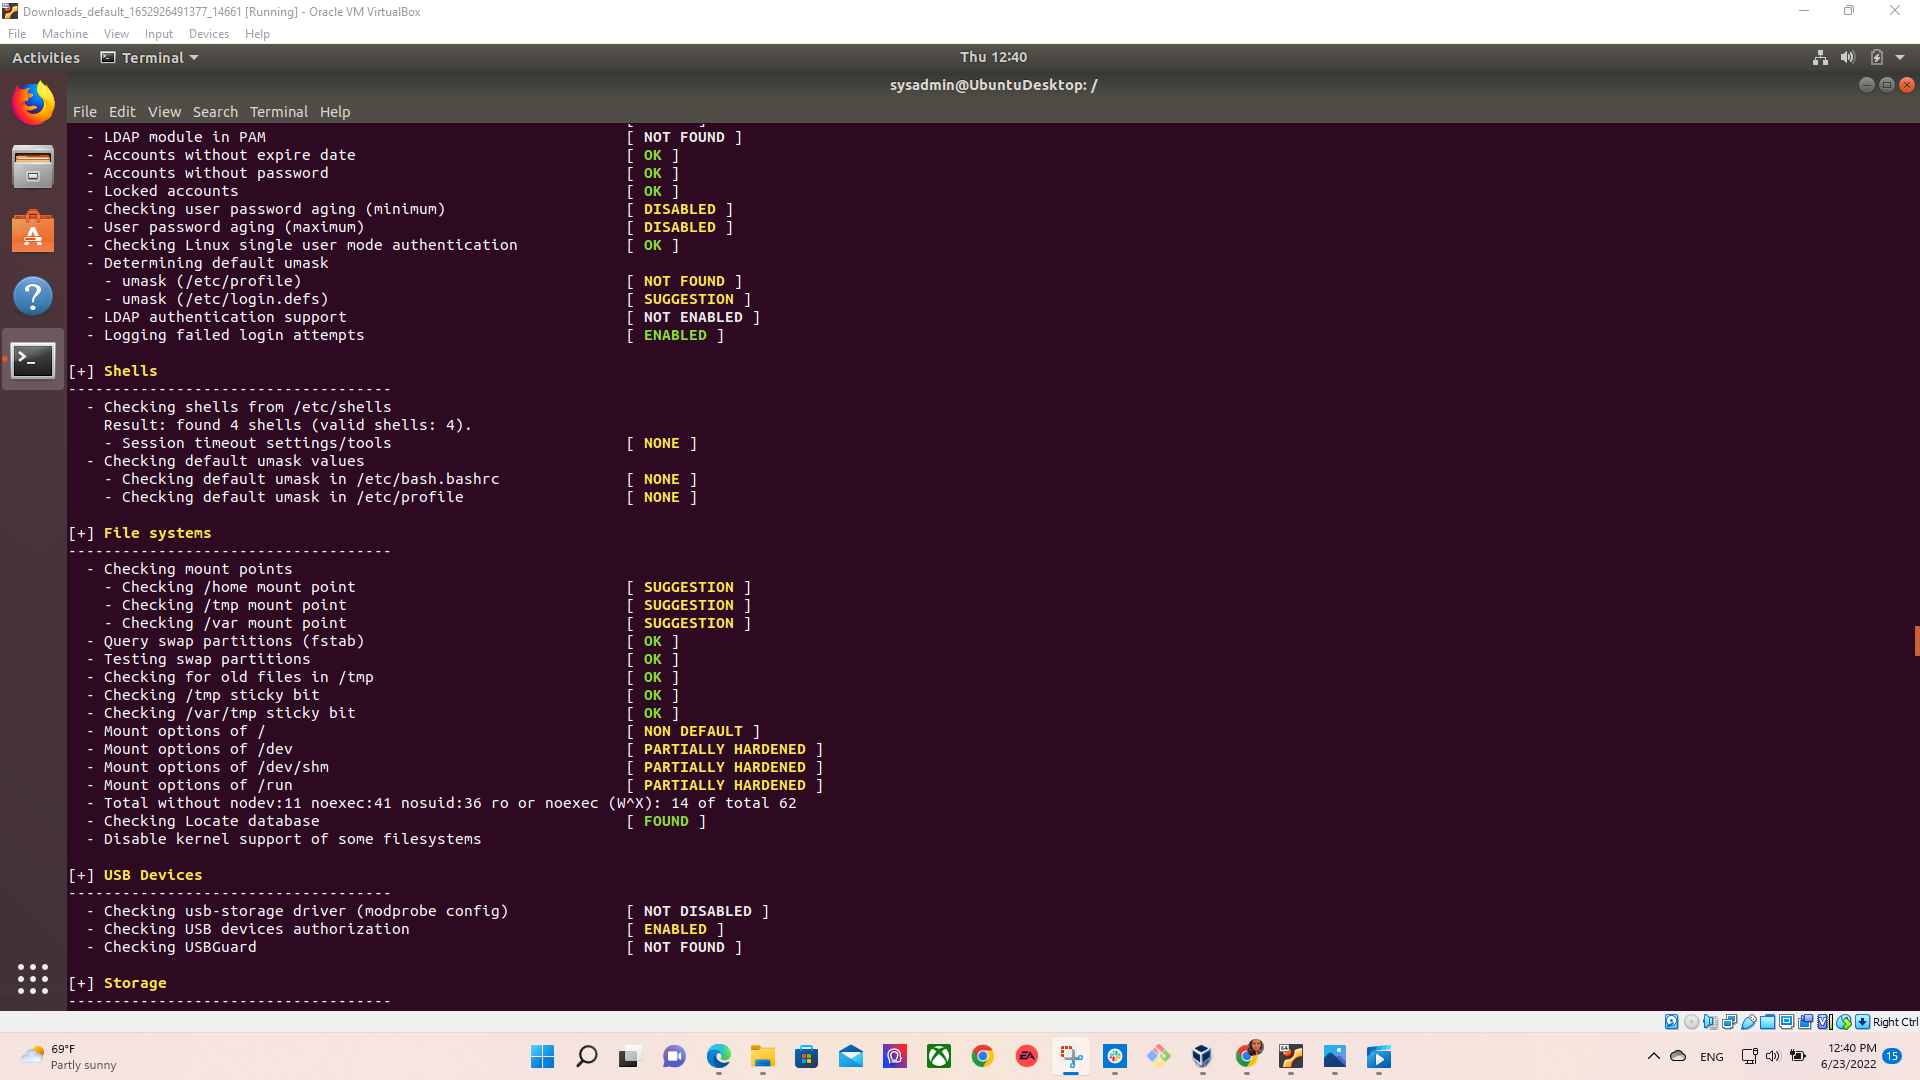 Downloads_default_1652926491377_14661 [Running] - Oracle VM VirtualBox
File Machine View Input Devices Help
Activities Terminal Thu 12:40
sysadmin@UbuntuDesktop: /
File Edit View Search Terminal Help
- LDAP module in PAM [ NOT FOUND ]
- Accounts without expire date [ OK ]
- Accounts without password [ OK ]
- Locked accounts [ OK ]
- Checking user password aging (minimum) [ DISABLED ]
- User password aging (maximum) [ DISABLED ]
- Checking Linux single user mode authentication [ OK ]
- Determining default umask
- umask (/etc/profile) [ NOT FOUND ]
- umask (/etc/login.defs) [ SUGGESTION ]
- LDAP authentication support [ NOT ENABLED ]
- Logging failed login attempts [ ENABLED ]
[+] Shells
------------------------------------
- Checking shells from /etc/shells
Result: found 4 shells (valid shells: 4).
- Session timeout settings/tools [ NONE ]
- Checking default umask values
- Checking default umask in /etc/bash.bashrc [ NONE ]
- Checking default umask in /etc/profile [ NONE ]
[+] File systems
------------------------------------
- Checking mount points
- Checking /home mount point [ SUGGESTION ]
- Checking /tmp mount point [ SUGGESTION ]
- Checking /var mount point [ SUGGESTION ]
- Query swap partitions (fstab) [ OK ]
- Testing swap partitions [ OK ]
- Checking for old files in /tmp [ OK ]
- Checking /tmp sticky bit [ OK ]
- Checking /var/tmp sticky bit [ OK ]
- Mount options of / [ NON DEFAULT ]
- Mount options of /dev [ PARTIALLY HARDENED ]
- Mount options of /dev/shm [ PARTIALLY HARDENED ]
- Mount options of /run [ PARTIALLY HARDENED ]
- Total without nodev:11 noexec:41 nosuid:36 ro or noexec (W^X): 14 of total 62
- Checking Locate database [ FOUND ]
- Disable kernel support of some filesystems
[+] USB Devices
------------------------------------
- Checking usb-storage driver (modprobe config) [ NOT DISABLED ]
- Checking USB devices authorization [ ENABLED ]
- Checking USBGuard [ NOT FOUND ]
[+] Storage
------------------------------------
Right Ctrl
69°F
Partly sunny
EA
ENG
12:40 PM
6/23/2022
15